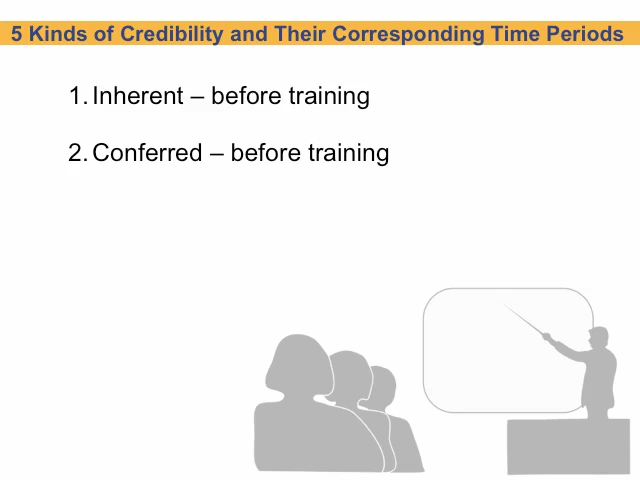 5 Kinds of Credibility and Their Corresponding Time Periods
1. Inherent – before training
2. Conferred – before training